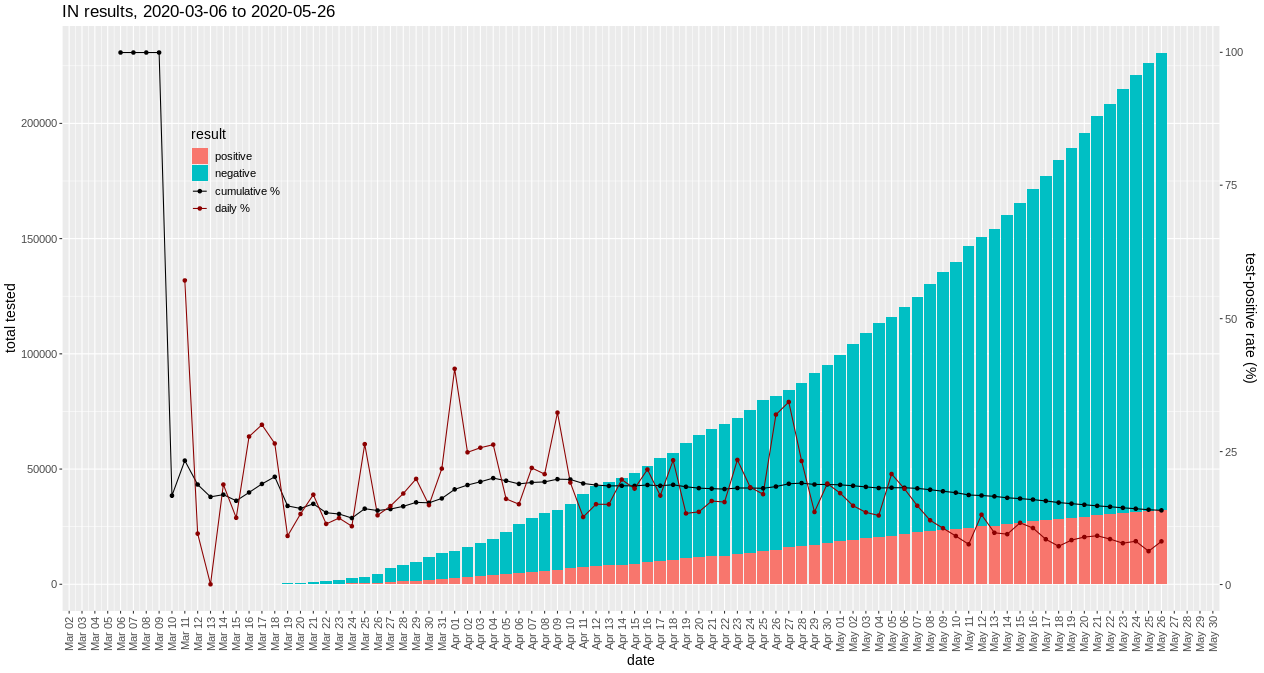 IN results, 2020-03-06 to 2020-05-26
total tested
200000
150000
100000
50000
0
result
positive
negative
cumulative %
daily %
100
75
50
25
0
test-positive rate (%)
Mar 02
Mar 03
Mar 04
Mar 05
Mar 06
Mar 07
Mar 08
Mar 09
Mar 10
Mar 11
Mar 12
Mar 13
Mar 14
Mar 15
Mar 16
Mar 17
Mar 18
Mar 19
Mar 20
Mar 21
Mar 22
Mar 23
Mar 24
Mar 25
Mar 26
Mar 27
Mar 28
Mar 29
Mar 30
Mar 31
Apr 01
Apr 02
Apr 03
Apr 04
Apr 05
Apr 06
Apr 07
Apr 08
Apr 09
Apr 10
Apr 11
Apr 12
Apr 13
Apr 14
Apr 15
Apr 16
Apr 17
Apr 18
Apr 19
Apr 20
Apr 21
Apr 22
Apr 23
Apr 24
Apr 25
Apr 26
Apr 27
Apr 28
Apr 29
Apr 30
May 01
May 02
May 03
May 04
May 05
May 06
May 07
May 08
May 09
May 10
May 11
May 12
May 13
May 14
May 15
May 16
May 17
May 18
May 19
May 20
May 21
May 22
May 23
May 24
May 25
May 26
May 27
May 28
May 29
May 30
date